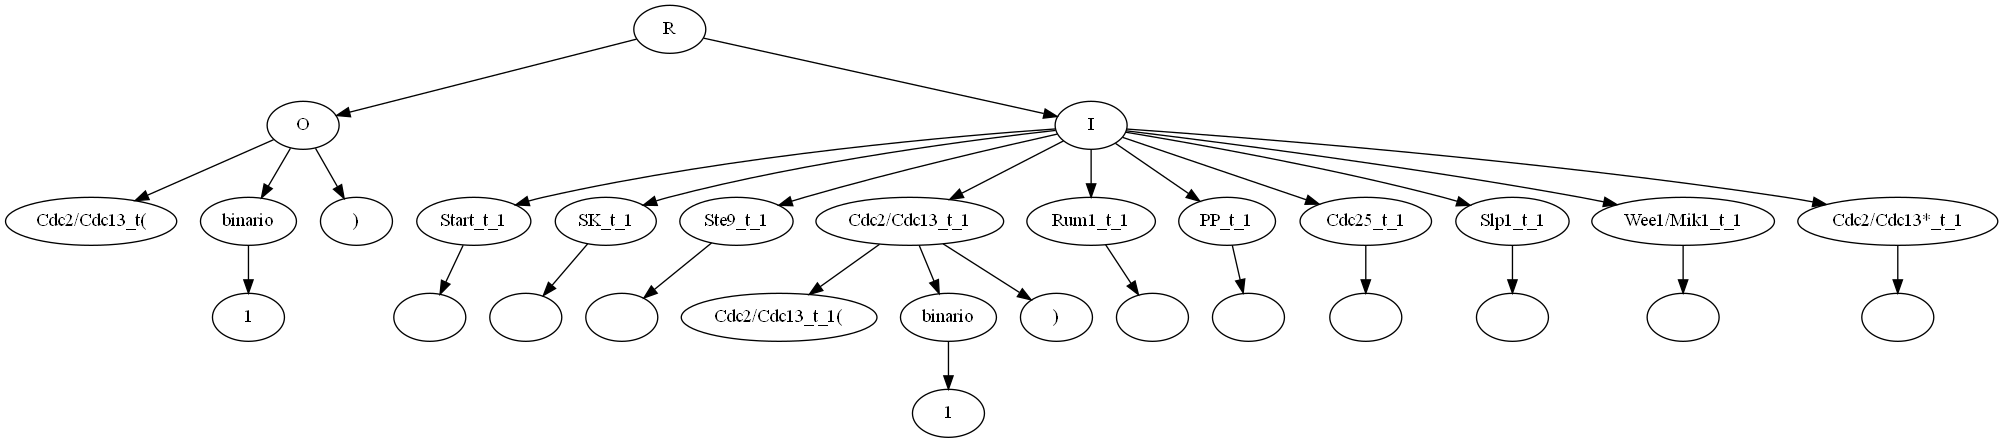 R
O I
Cdc2/Cdc13_t( binario ) Start_t_1 SK_t_1 Ste9_t_1 Cdc2/Cdc13_t_1 Rum1_t_1 PP_t_1 Cdc25_t_1 Slp1_t_1 Wee1/Mik1_t_1 Cdc2/Cdc13*_t_1
1 Cdc2/Cdc13_t_1( binario )
1